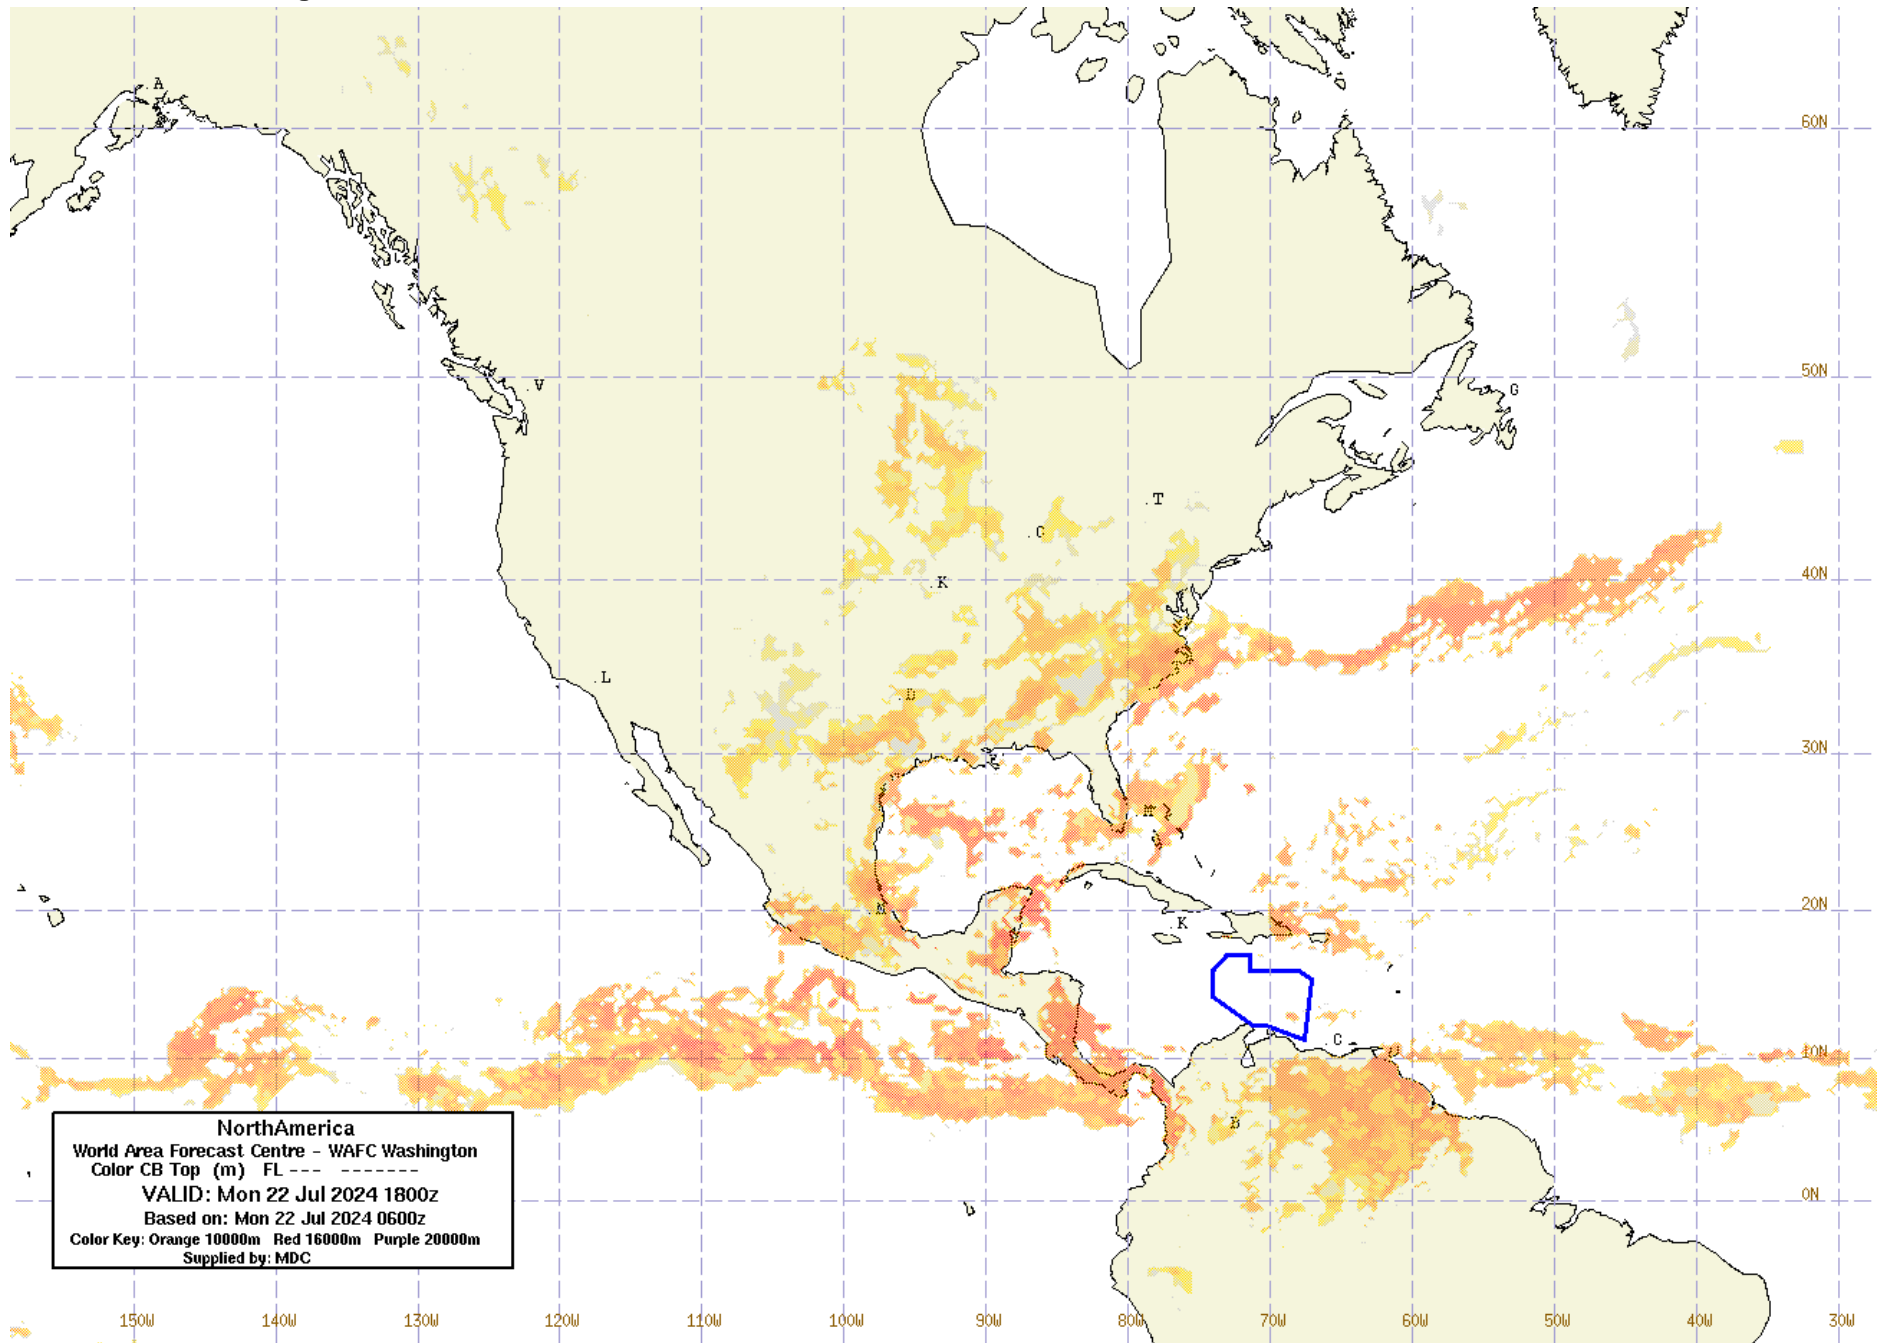 A
60N
V
50N
G
T
C
K
40N
L
D
30N
M
M
20N
K
C
10N
B
0N
NorthAmerica
World Area Forecast Centre - WAFC Washington
Color CB Top (m) FL --- -------
VALID: Mon 22 Jul 2024 1800z
Based on: Mon 22 Jul 2024 0600z
Color Key: Orange 10000m Red 16000m Purple 20000m
Supplied by: MDC
150W 140W 130W 120W 110W 100W 90W 80W 70W 60W 50W 40W 30W